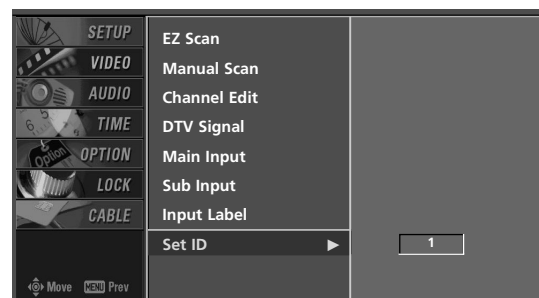 SETUP
VIDEO
AUDIO
TIME
Option OPTION
LOCK
CABLE
Move MENU Prev
EZ Scan
Manual Scan
Channel Edit
DTV Signal
Main Input
Sub Input
Input Label
Set ID ▶
1